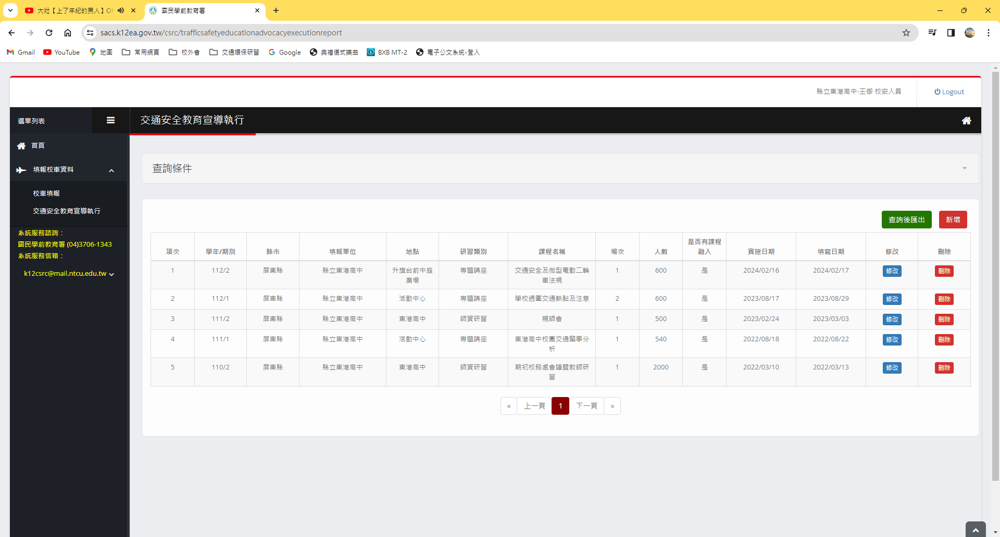 大壯【上了年紀的男人】Of
國民學前教育署
sacs.k12ea.gov.tw/csrc/trafficsafetyeducationadvocacyexecutionreport
Gmail YouTube 地圖 常用網頁 校外會 交通環保研習 Google 典禮儀式樂曲 BXB MT-2 電子公文系統-登入
縣立東港高中-王御 校安人員 Logout
選單列表 交通安全教育宣導執行
首頁
填報校車資料
校車填報
交通安全教育宣導執行
系統服務諮詢：
國民學前教育署 (04)3706-1343
系統服務信箱：
k12csrc@mail.ntcu.edu.tw
查詢條件
查詢後匯出 新增
項次 學年/期別 縣市 填報單位 地點 研習類別 課程名稱 場次 人數 是否有課程融入 實施日期 填寫日期 修改 刪除
1 112/2 屏東縣 縣立東港高中 升旗台前中庭廣場 專題講座 交通安全及微型電動二輪車法規 1 600 是 2024/02/16 2024/02/17 修改 刪除
2 112/1 屏東縣 縣立東港高中 活動中心 專題講座 學校週圍交通熱點及注意 2 600 是 2023/08/17 2023/08/29 修改 刪除
3 111/2 屏東縣 縣立東港高中 東港高中 師資研習 親師會 1 500 是 2023/02/24 2023/03/03 修改 刪除
4 111/1 屏東縣 縣立東港高中 活動中心 專題講座 東港高中校園交通肇事分析 1 540 是 2022/08/18 2022/08/22 修改 刪除
5 110/2 屏東縣 縣立東港高中 東港高中 師資研習 期初校務處會議暨教師研習 1 2000 是 2022/03/10 2022/03/13 修改 刪除
« 上一頁 1 下一頁 »